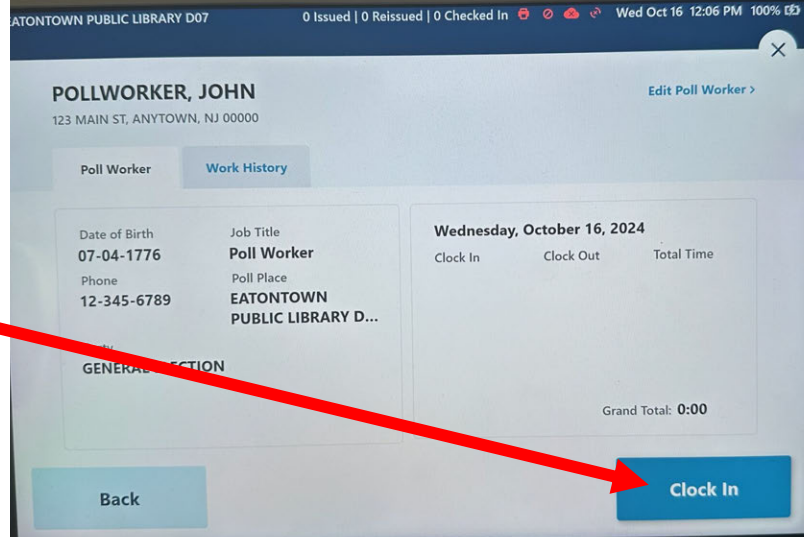 EATONTOWN PUBLIC LIBRARY D07 0 Issued | 0 Reissued | 0 Checked In Wed Oct 16 12:06 PM 100%
POLLWORKER, JOHN
Edit Poll Worker >
123 MAIN ST, ANYTOWN, NJ 00000
Poll Worker Work History
Date of Birth Job Title
07-04-1776 Poll Worker
Phone Poll Place
12-345-6789 EATONTOWN
PUBLIC LIBRARY D...
GENERAL ELECTION
Wednesday, October 16, 2024
Clock In Clock Out Total Time
Grand Total: 0:00
Back Clock In